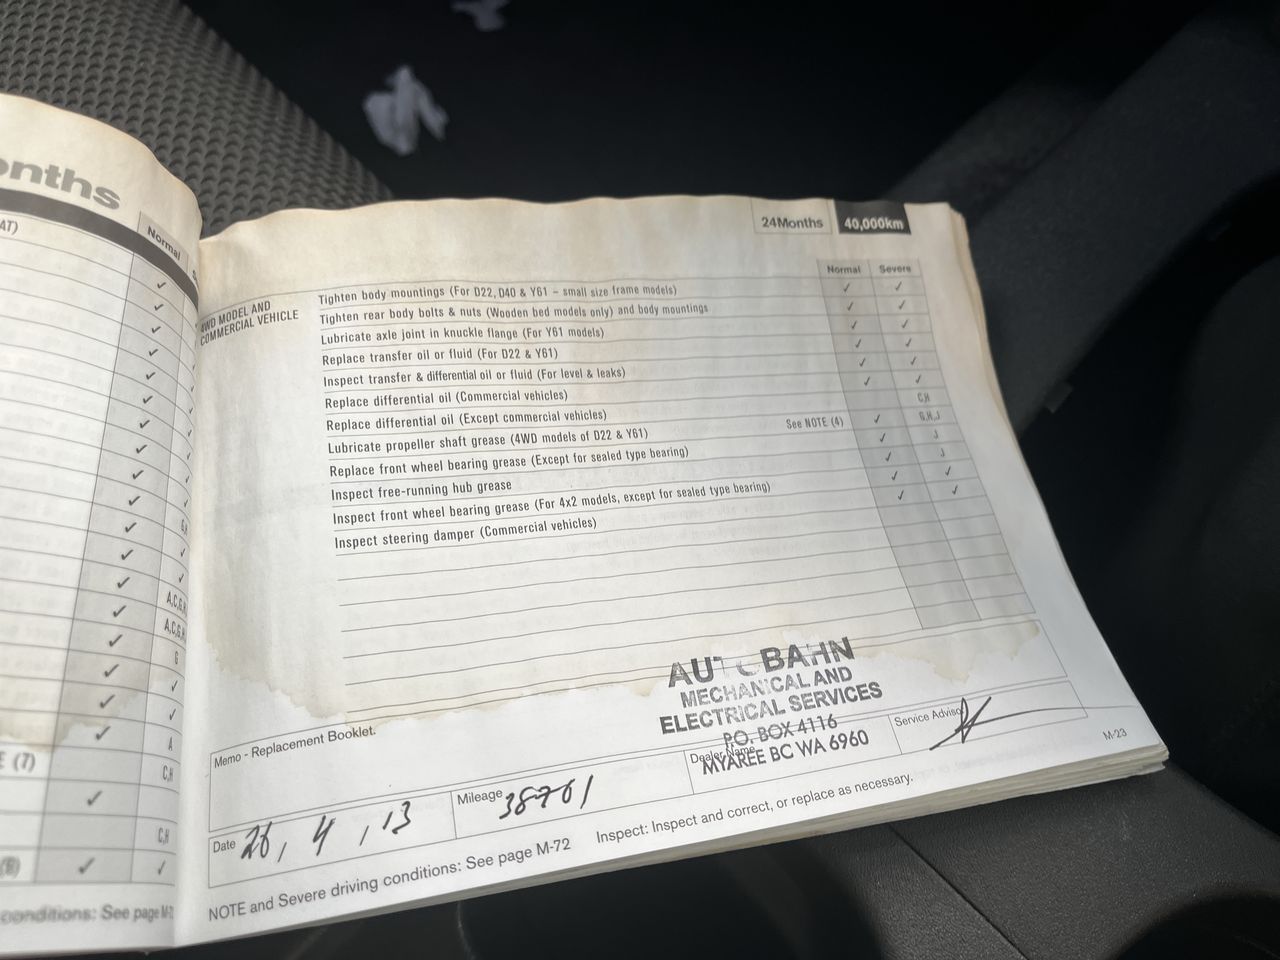 onths
AT)
Normal
G
A,C,G,H
A,C,G,H
G
A
E (7)
C,H
C,H
(8)
conditions: See page M-7
24Months 40,000km
Normal Severe
4WD MODEL AND
COMMERCIAL VEHICLE
Tighten body mountings (For D22, D40 & Y61 – small size frame models) ✓ ✓
Tighten rear body bolts & nuts (Wooden bed models only) and body mountings ✓ ✓
Lubricate axle joint in knuckle flange (For Y61 models) ✓ ✓
Replace transfer oil or fluid (For D22 & Y61) ✓ ✓
Inspect transfer & differential oil or fluid (For level & leaks) ✓ ✓
Replace differential oil (Commercial vehicles) ✓ ✓
Replace differential oil (Except commercial vehicles) C,H
Lubricate propeller shaft grease (4WD models of D22 & Y61) See NOTE (4) ✓ G,H,J
Replace front wheel bearing grease (Except for sealed type bearing) ✓ J
Inspect free-running hub grease ✓ J
Inspect front wheel bearing grease (For 4x2 models, except for sealed type bearing) ✓ ✓
Inspect steering damper (Commercial vehicles) ✓ ✓
AUTOBAHN
MECHANICAL AND
ELECTRICAL SERVICES
P.O. BOX 4116
MYAREE BC WA 6960
Memo - Replacement Booklet.
Date 26, 4, 13
Mileage 38761
Dealer Name
Service Advisor
NOTE and Severe driving conditions: See page M-72 Inspect: Inspect and correct, or replace as necessary.
M-23